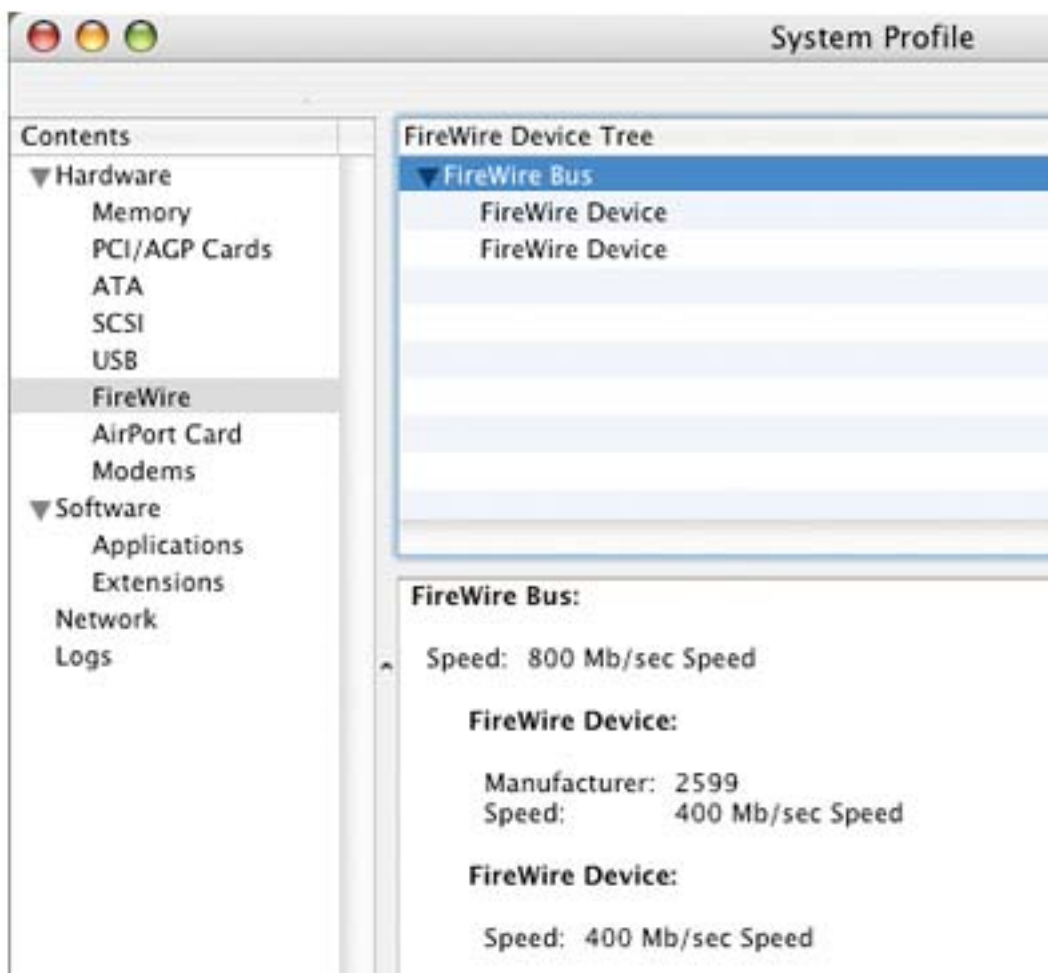 System Profile
Contents
Hardware
Memory
PCI/AGP Cards
ATA
SCSI
USB
FireWire
AirPort Card
Modems
Software
Applications
Extensions
Network
Logs
FireWire Device Tree
FireWire Bus
FireWire Device
FireWire Device
FireWire Bus:
Speed: 800 Mb/sec Speed
FireWire Device:
Manufacturer: 2599
Speed: 400 Mb/sec Speed
FireWire Device:
Speed: 400 Mb/sec Speed